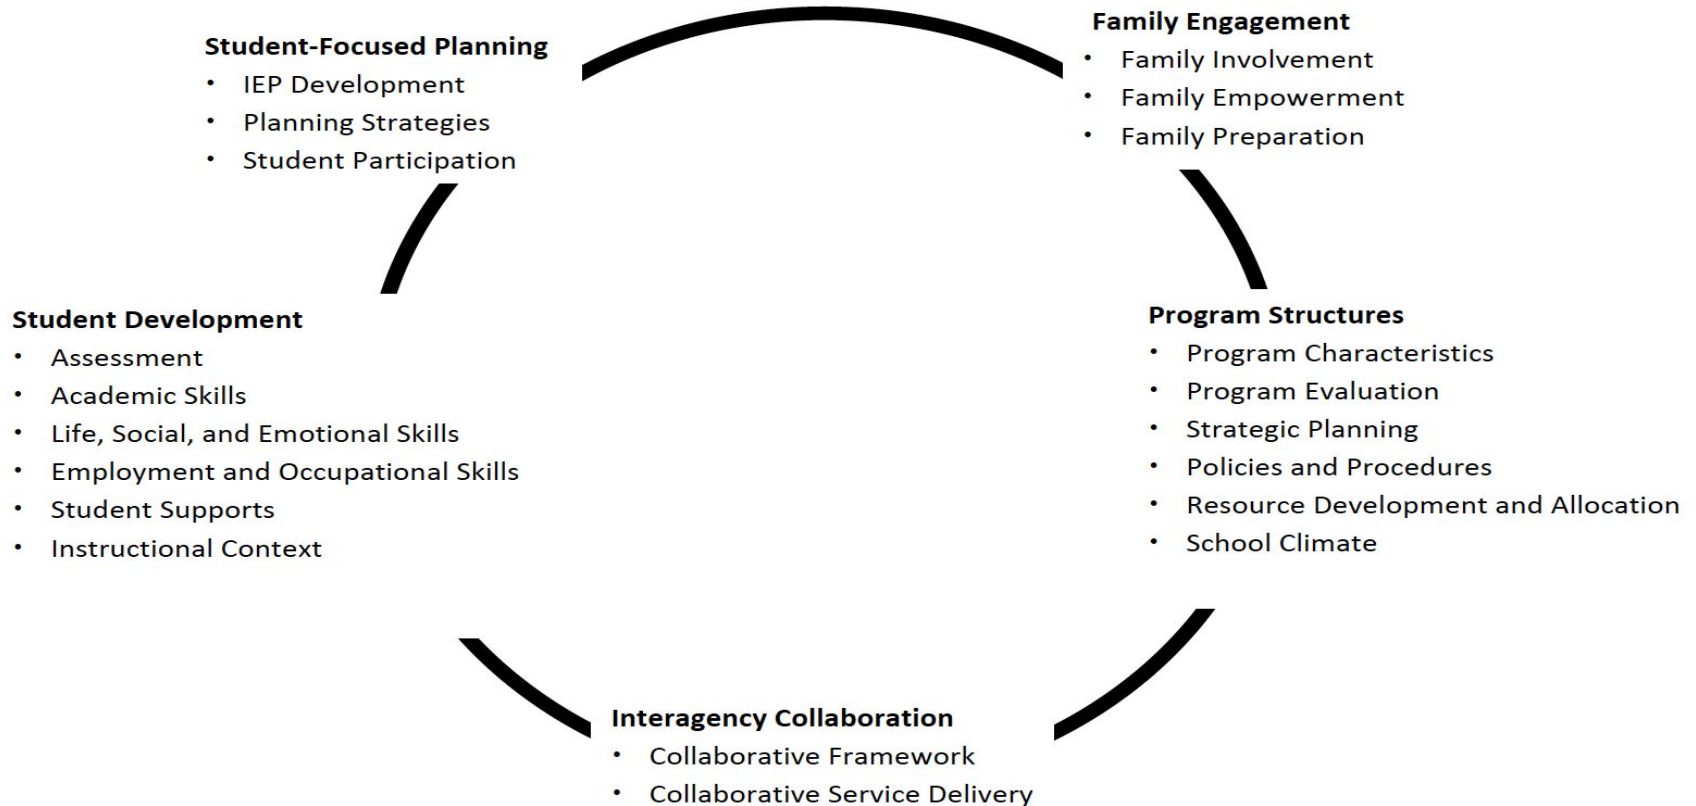 Student-Focused Planning
• IEP Development
• Planning Strategies
• Student Participation
Family Engagement
• Family Involvement
• Family Empowerment
• Family Preparation
Student Development
• Assessment
• Academic Skills
• Life, Social, and Emotional Skills
• Employment and Occupational Skills
• Student Supports
• Instructional Context
Program Structures
• Program Characteristics
• Program Evaluation
• Strategic Planning
• Policies and Procedures
• Resource Development and Allocation
• School Climate
Interagency Collaboration
• Collaborative Framework
• Collaborative Service Delivery